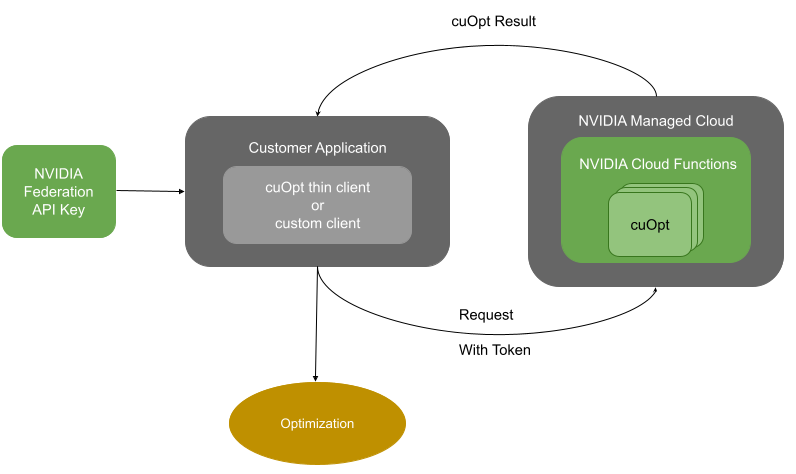 cuOpt Result
NVIDIA
Federation
API Key
Customer Application
cuOpt thin client
or
custom client
NVIDIA Managed Cloud
NVIDIA Cloud Functions
cuOpt
Request
With Token
Optimization